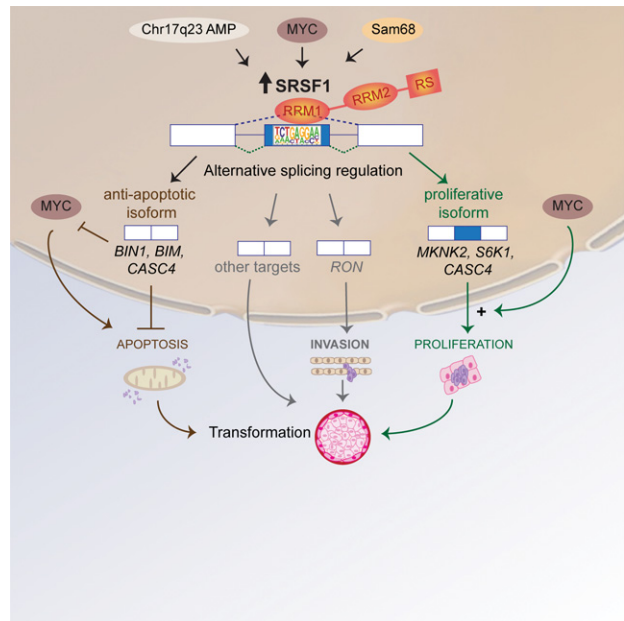 Chr17q23 AMP
MYC
Sam68
SRSF1
RRM1
RRM2
RS
TCTGAGGAA
Alternative splicing regulation
anti-apoptotic
isoform
proliferative
isoform
MYC
MYC
BIN1, BIM,
CASC4
other targets
RON
MKNK2, S6K1,
CASC4
+
APOPTOSIS
INVASION
PROLIFERATION
Transformation